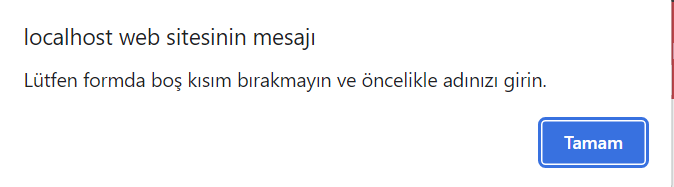 localhost web sitesinin mesajı
Lütfen formda boş kısım bırakmayın ve öncelikle adınızı girin.
Tamam